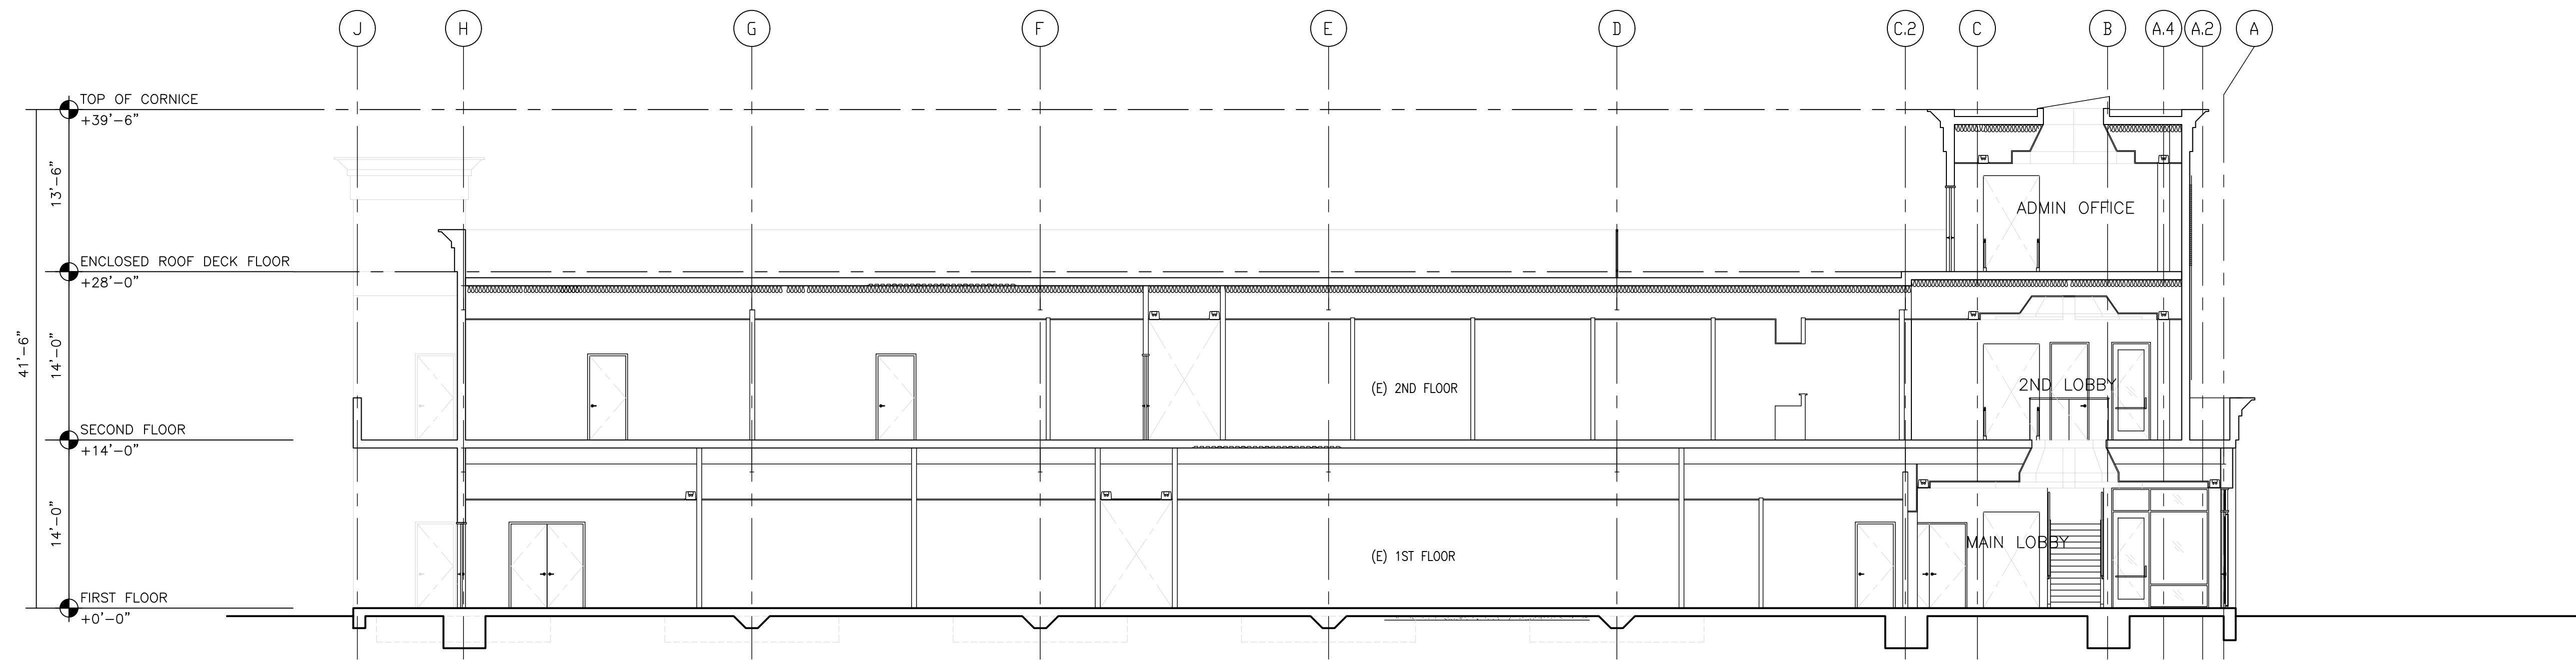 J H G F E D C.2 C B A.4 A.2 A
TOP OF CORNICE
+39'-6"
13'-6"
ADMIN OFFICE
ENCLOSED ROOF DECK FLOOR
+28'-0"
41'-6"
14'-0"
(E) 2ND FLOOR
2ND LOBBY
SECOND FLOOR
+14'-0"
14'-0"
(E) 1ST FLOOR
MAIN LOBBY
FIRST FLOOR
+0'-0"